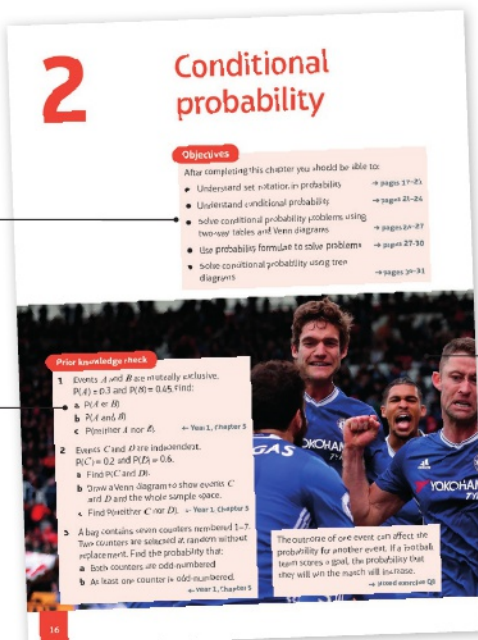 2
Conditional
probability
Objectives
After completing this chapter you should be able to:
● Understand set notation in probability → pages 17–21
● Understand conditional probability → pages 21–24
● Solve conditional probability problems using
two-way tables and Venn diagrams → pages 24–27
● Use probability formulae to solve problems → pages 27–30
● Solve conditional probability using tree
diagrams → pages 30–31
Prior knowledge check
1 Events A and B are mutually exclusive.
P(A) = 0.3 and P(B) = 0.45. Find:
a P(A or B)
b P(A and B)
c P(neither A nor B). ← Year 1, Chapter 5
2 Events C and D are independent.
P(C) = 0.2 and P(D) = 0.6.
a Find P(C and D).
b Draw a Venn diagram to show events C
and D and the whole sample space.
c Find P(neither C nor D). ← Year 1, Chapter 5
3 A bag contains seven counters numbered 1–7.
Two counters are selected at random without
replacement. Find the probability that:
a Both counters are odd-numbered
b At least one counter is odd-numbered.
← Year 1, Chapter 5
GAS
YOKOHAM
YOKOHAM
The outcome of one event can affect the
probability for another event. If a football
team scores a goal, the probability that
they will win the match will increase.
→ Mixed exercise Q8
16